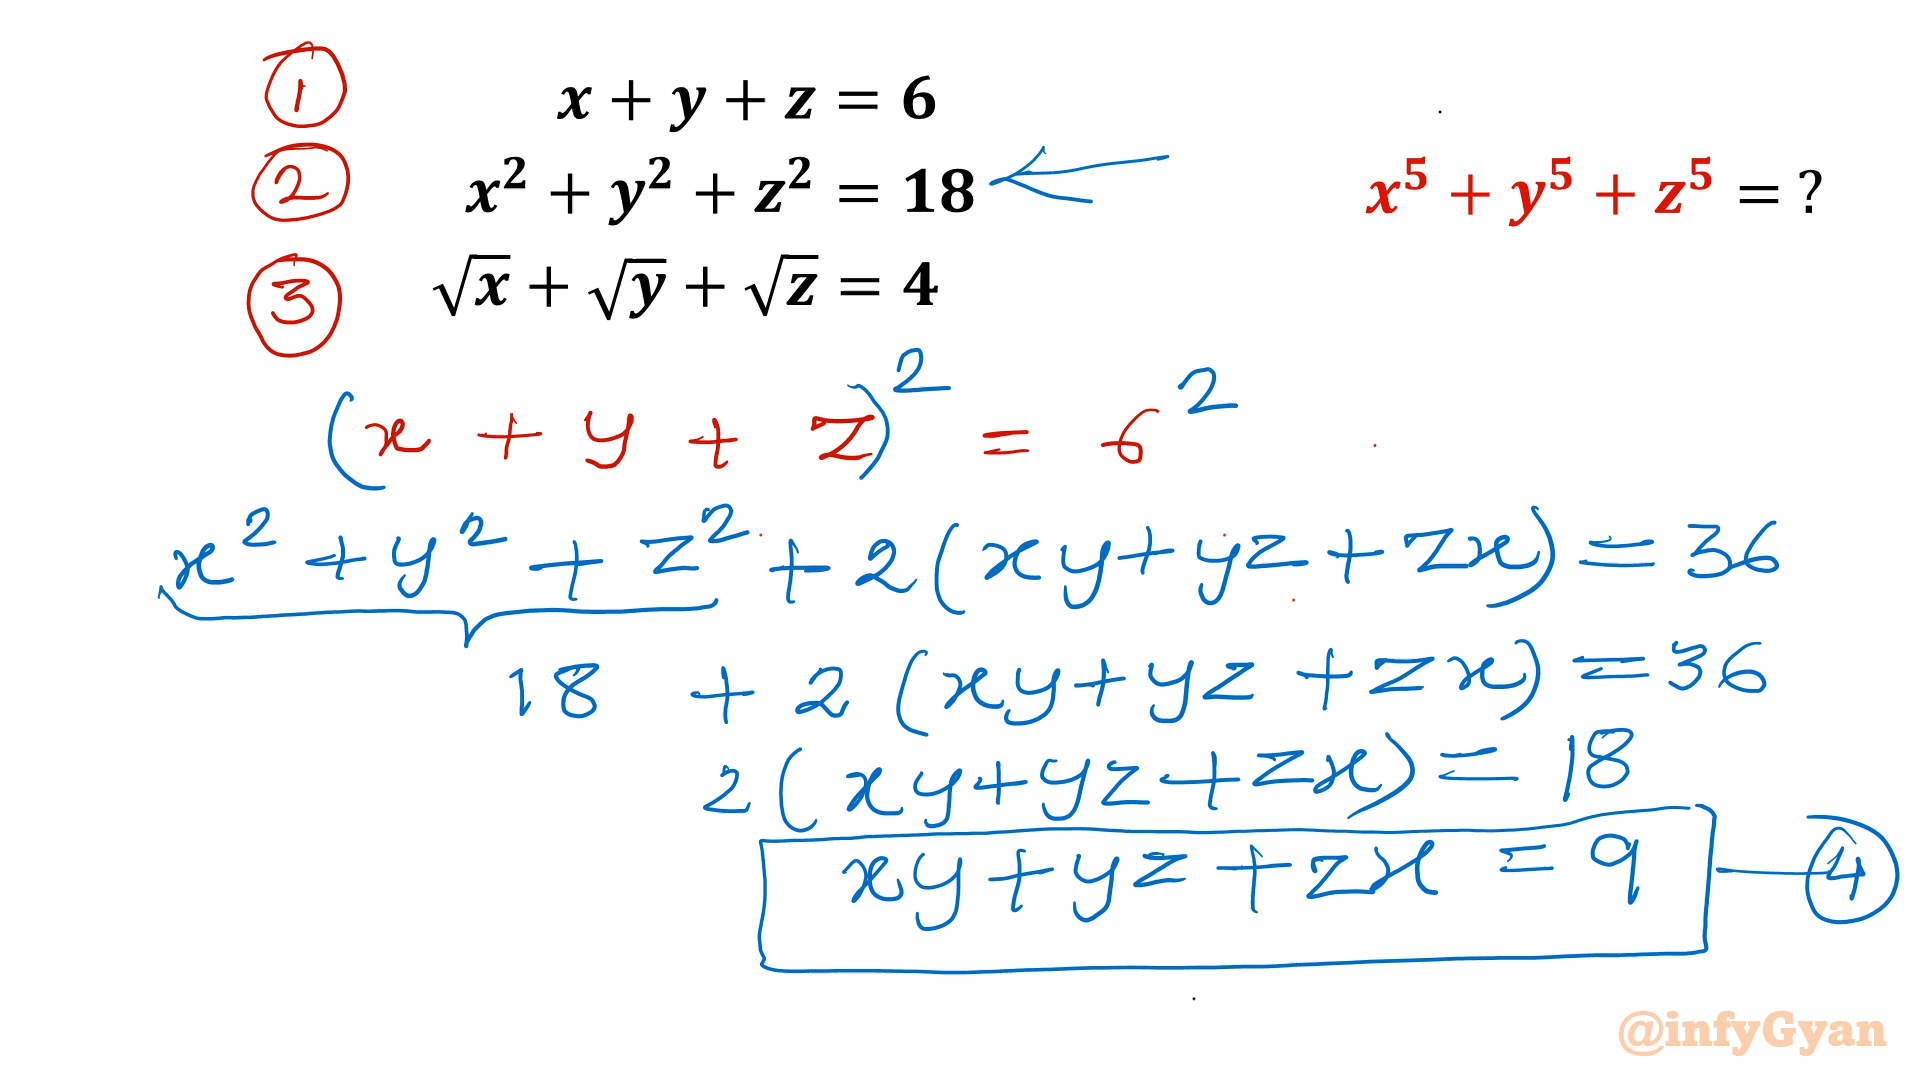 ① x + y + z = 6
② x² + y² + z² = 18
x⁵ + y⁵ + z⁵ = ?
③ √x + √y + √z = 4
(x + y + z)² = 6²
x² + y² + z² + 2(xy + yz + zx) = 36
18 + 2(xy + yz + zx) = 36
2(xy + yz + zx) = 18
xy + yz + zx = 9 — ④
@infyGyan